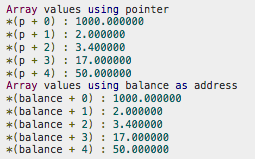 Array values using pointer
*(p + 0) : 1000.000000
*(p + 1) : 2.000000
*(p + 2) : 3.400000
*(p + 3) : 17.000000
*(p + 4) : 50.000000
Array values using balance as address
*(balance + 0) : 1000.000000
*(balance + 1) : 2.000000
*(balance + 2) : 3.400000
*(balance + 3) : 17.000000
*(balance + 4) : 50.000000